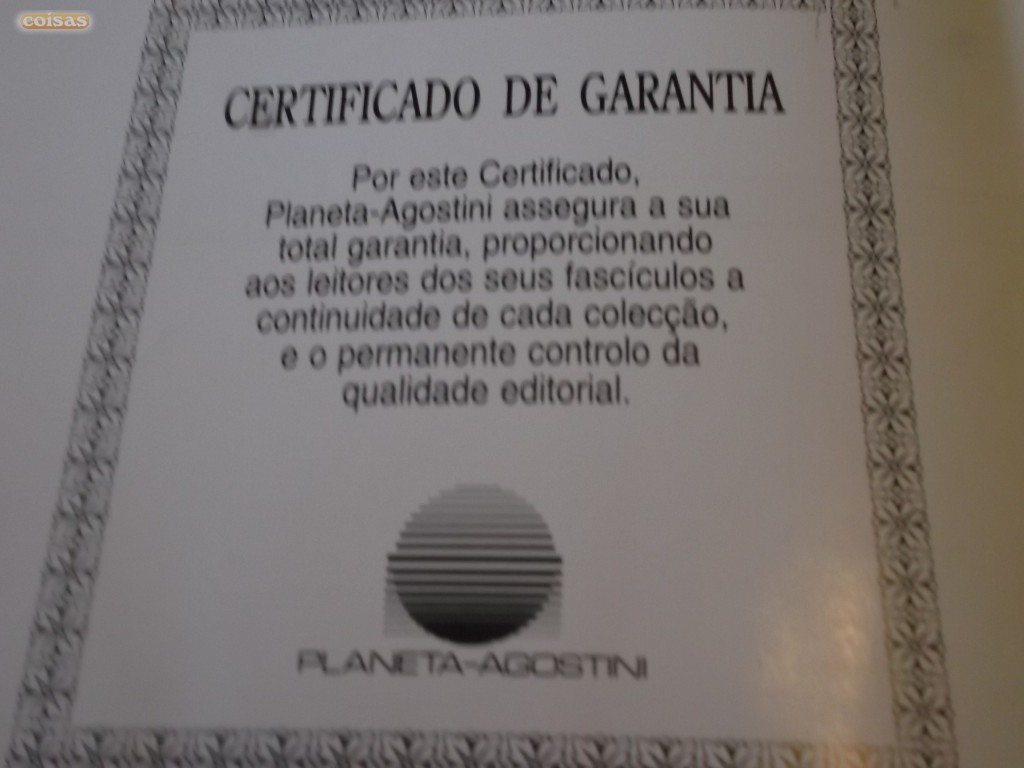 coisas
CERTIFICADO DE GARANTIA
Por este Certificado,
Planeta-Agostini assegura a sua
total garantia, proporcionando
aos leitores dos seus fascículos a
continuidade de cada colecção,
e o permanente controlo da
qualidade editorial.
PLANETA-AGOSTINI